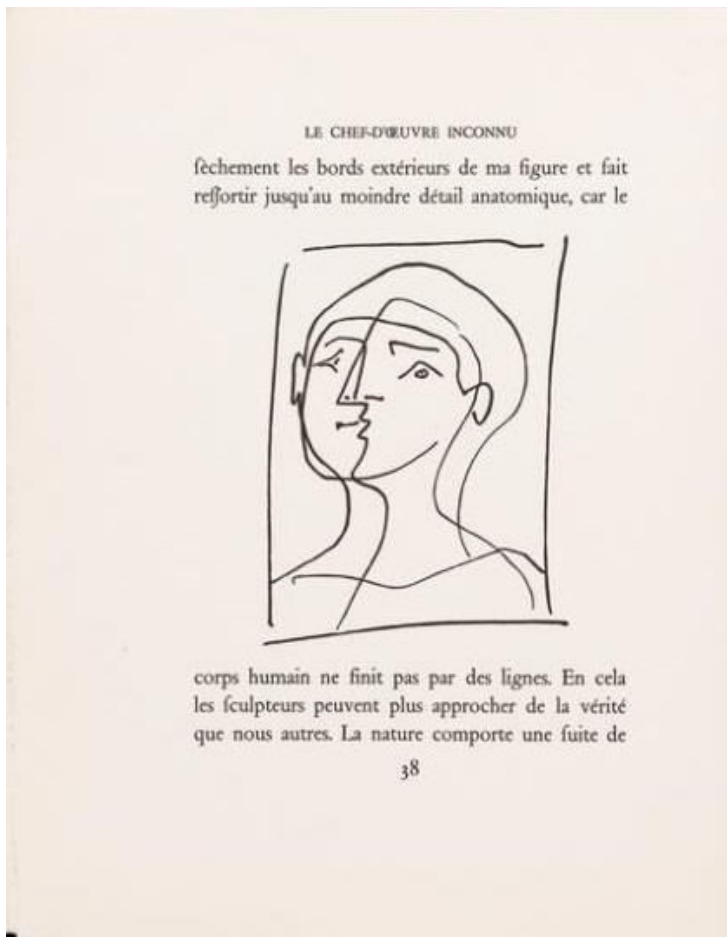 LE CHEF-D'ŒUVRE INCONNU
ſèchement les bords extérieurs de ma figure et fait
reſſortir jusqu'au moindre détail anatomique, car le
corps humain ne finit pas par des lignes. En cela
les ſculpteurs peuvent plus approcher de la vérité
que nous autres. La nature comporte une ſuite de
38